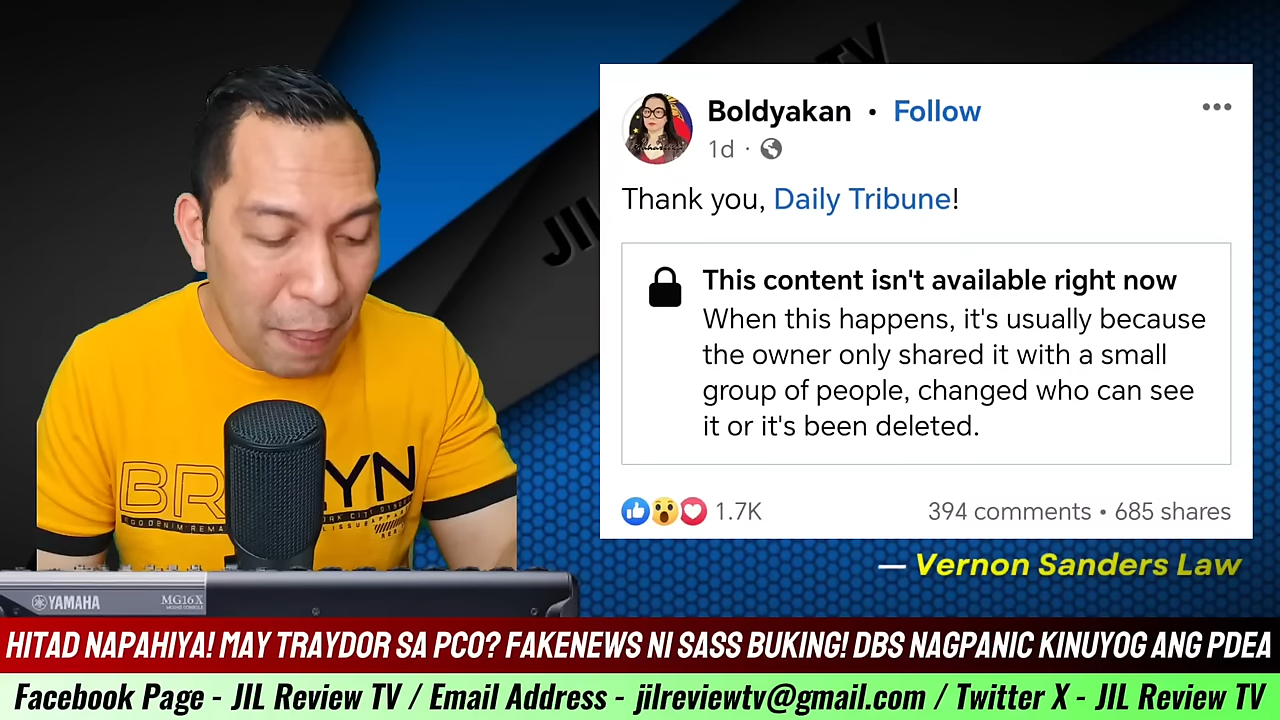 TV
JIL
Boldyakan • Follow
1d ·
Thank you, Daily Tribune!
This content isn't available right now
When this happens, it's usually because
the owner only shared it with a small
group of people, changed who can see
it or it's been deleted.
1.7K
394 comments • 685 shares
— Vernon Sanders Law
YAMAHA
MG16X
HITAD NAPAHIYA! MAY TRAYDOR SA PCO? FAKENEWS NI SASS BUKING! DBS NAGPANIC KINUYOG ANG PDEA
Facebook Page - JIL Review TV / Email Address - jilreviewtv@gmail.com / Twitter X - JIL Review TV